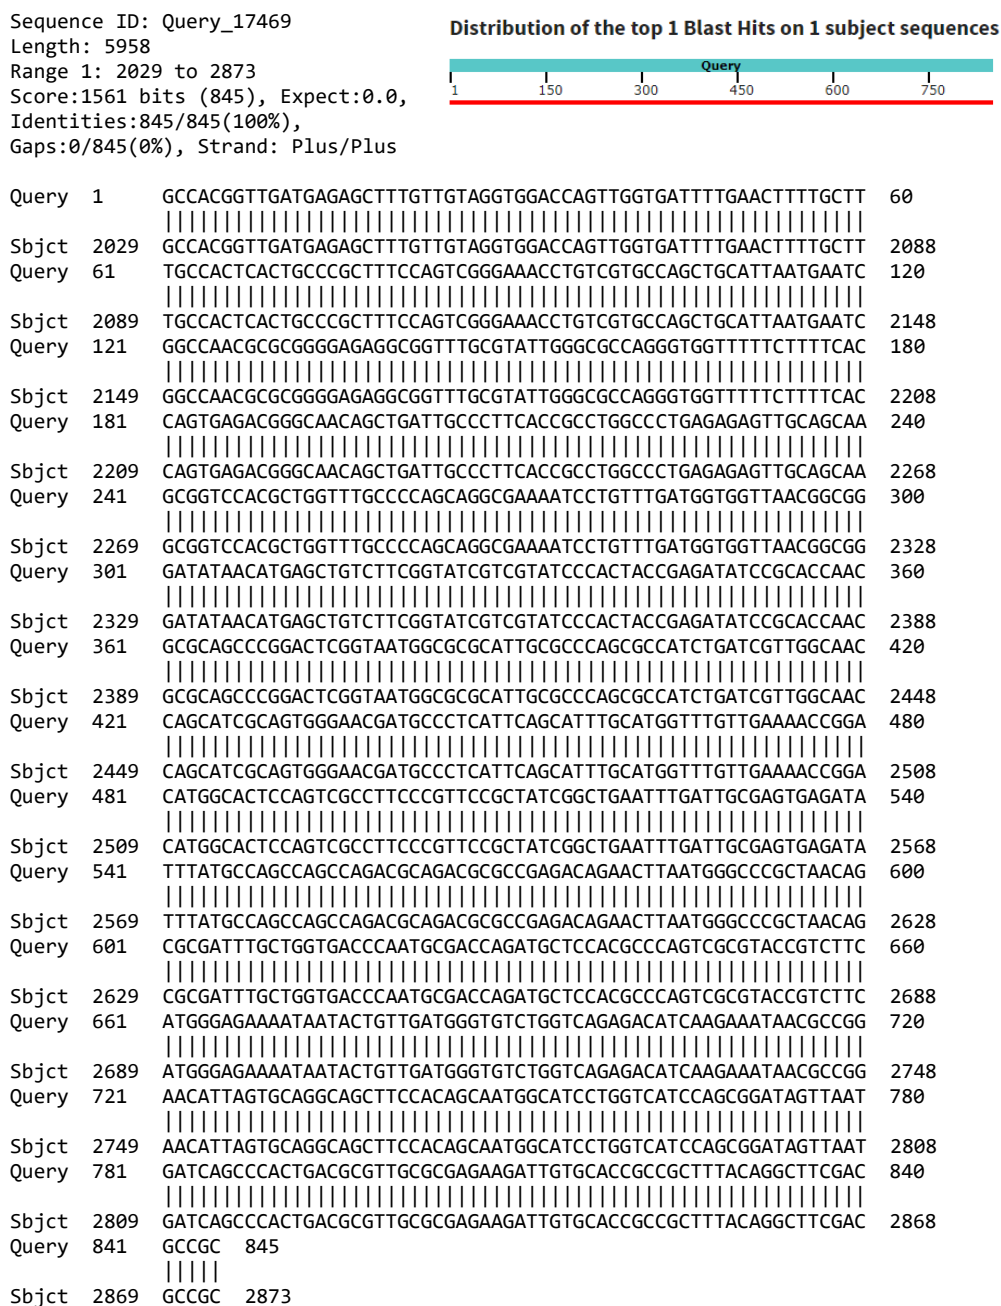 Sequence ID: Query_17469
Length: 5958
Range 1: 2029 to 2873
Score:1561 bits (845), Expect:0.0,
Identities:845/845(100%),
Gaps:0/845(0%), Strand: Plus/Plus
Distribution of the top 1 Blast Hits on 1 subject sequences
Query
1 150 300 450 600 750
Query 1 GCCACGGTTGATGAGAGCTTTGTTGTAGGTGGACCAGTTGGTGATTTTGAACTTTTGCTT 60
||||||||||||||||||||||||||||||||||||||||||||||||||||||||||||
Sbjct 2029 GCCACGGTTGATGAGAGCTTTGTTGTAGGTGGACCAGTTGGTGATTTTGAACTTTTGCTT 2088
Query 61 TGCCACTCACTGCCCGCTTTCCAGTCGGGAAACCTGTCGTGCCAGCTGCATTAATGAATC 120
||||||||||||||||||||||||||||||||||||||||||||||||||||||||||||
Sbjct 2089 TGCCACTCACTGCCCGCTTTCCAGTCGGGAAACCTGTCGTGCCAGCTGCATTAATGAATC 2148
Query 121 GGCCAACGCGCGGGGAGAGGCGGTTTGCGTATTGGGCGCCAGGGTGGTTTTTCTTTTCAC 180
||||||||||||||||||||||||||||||||||||||||||||||||||||||||||||
Sbjct 2149 GGCCAACGCGCGGGGAGAGGCGGTTTGCGTATTGGGCGCCAGGGTGGTTTTTCTTTTCAC 2208
Query 181 CAGTGAGACGGGCAACAGCTGATTGCCCTTCACCGCCTGGCCCTGAGAGAGTTGCAGCAA 240
||||||||||||||||||||||||||||||||||||||||||||||||||||||||||||
Sbjct 2209 CAGTGAGACGGGCAACAGCTGATTGCCCTTCACCGCCTGGCCCTGAGAGAGTTGCAGCAA 2268
Query 241 GCGGTCCACGCTGGTTTGCCCCAGCAGGCGAAAATCCTGTTTGATGGTGGTTAACGGCGG 300
||||||||||||||||||||||||||||||||||||||||||||||||||||||||||||
Sbjct 2269 GCGGTCCACGCTGGTTTGCCCCAGCAGGCGAAAATCCTGTTTGATGGTGGTTAACGGCGG 2328
Query 301 GATATAACATGAGCTGTCTTCGGTATCGTCGTATCCCACTACCGAGATATCCGCACCAAC 360
||||||||||||||||||||||||||||||||||||||||||||||||||||||||||||
Sbjct 2329 GATATAACATGAGCTGTCTTCGGTATCGTCGTATCCCACTACCGAGATATCCGCACCAAC 2388
Query 361 GCGCAGCCCGGACTCGGTAATGGCGCGCATTGCGCCCAGCGCCATCTGATCGTTGGCAAC 420
||||||||||||||||||||||||||||||||||||||||||||||||||||||||||||
Sbjct 2389 GCGCAGCCCGGACTCGGTAATGGCGCGCATTGCGCCCAGCGCCATCTGATCGTTGGCAAC 2448
Query 421 CAGCATCGCAGTGGGAACGATGCCCTCATTCAGCATTTGCATGGTTTGTTGAAAACCGGA 480
||||||||||||||||||||||||||||||||||||||||||||||||||||||||||||
Sbjct 2449 CAGCATCGCAGTGGGAACGATGCCCTCATTCAGCATTTGCATGGTTTGTTGAAAACCGGA 2508
Query 481 CATGGCACTCCAGTCGCCTTCCCGTTCCGCTATCGGCTGAATTTGATTGCGAGTGAGATA 540
||||||||||||||||||||||||||||||||||||||||||||||||||||||||||||
Sbjct 2509 CATGGCACTCCAGTCGCCTTCCCGTTCCGCTATCGGCTGAATTTGATTGCGAGTGAGATA 2568
Query 541 TTTATGCCAGCCAGCCAGACGCAGACGCGCCGAGACAGAACTTAATGGGCCCGCTAACAG 600
||||||||||||||||||||||||||||||||||||||||||||||||||||||||||||
Sbjct 2569 TTTATGCCAGCCAGCCAGACGCAGACGCGCCGAGACAGAACTTAATGGGCCCGCTAACAG 2628
Query 601 CGCGATTTGCTGGTGACCCAATGCGACCAGATGCTCCACGCCCAGTCGCGTACCGTCTTC 660
||||||||||||||||||||||||||||||||||||||||||||||||||||||||||||
Sbjct 2629 CGCGATTTGCTGGTGACCCAATGCGACCAGATGCTCCACGCCCAGTCGCGTACCGTCTTC 2688
Query 661 ATGGGAGAAAATAATACTGTTGATGGGTGTCTGGTCAGAGACATCAAGAAATAACGCCGG 720
||||||||||||||||||||||||||||||||||||||||||||||||||||||||||||
Sbjct 2689 ATGGGAGAAAATAATACTGTTGATGGGTGTCTGGTCAGAGACATCAAGAAATAACGCCGG 2748
Query 721 AACATTAGTGCAGGCAGCTTCCACAGCAATGGCATCCTGGTCATCCAGCGGATAGTTAAT 780
||||||||||||||||||||||||||||||||||||||||||||||||||||||||||||
Sbjct 2749 AACATTAGTGCAGGCAGCTTCCACAGCAATGGCATCCTGGTCATCCAGCGGATAGTTAAT 2808
Query 781 GATCAGCCCACTGACGCGTTGCGCGAGAAGATTGTGCACCGCCGCTTTACAGGCTTCGAC 840
||||||||||||||||||||||||||||||||||||||||||||||||||||||||||||
Sbjct 2809 GATCAGCCCACTGACGCGTTGCGCGAGAAGATTGTGCACCGCCGCTTTACAGGCTTCGAC 2868
Query 841 GCCGC 845
|||||
Sbjct 2869 GCCGC 2873